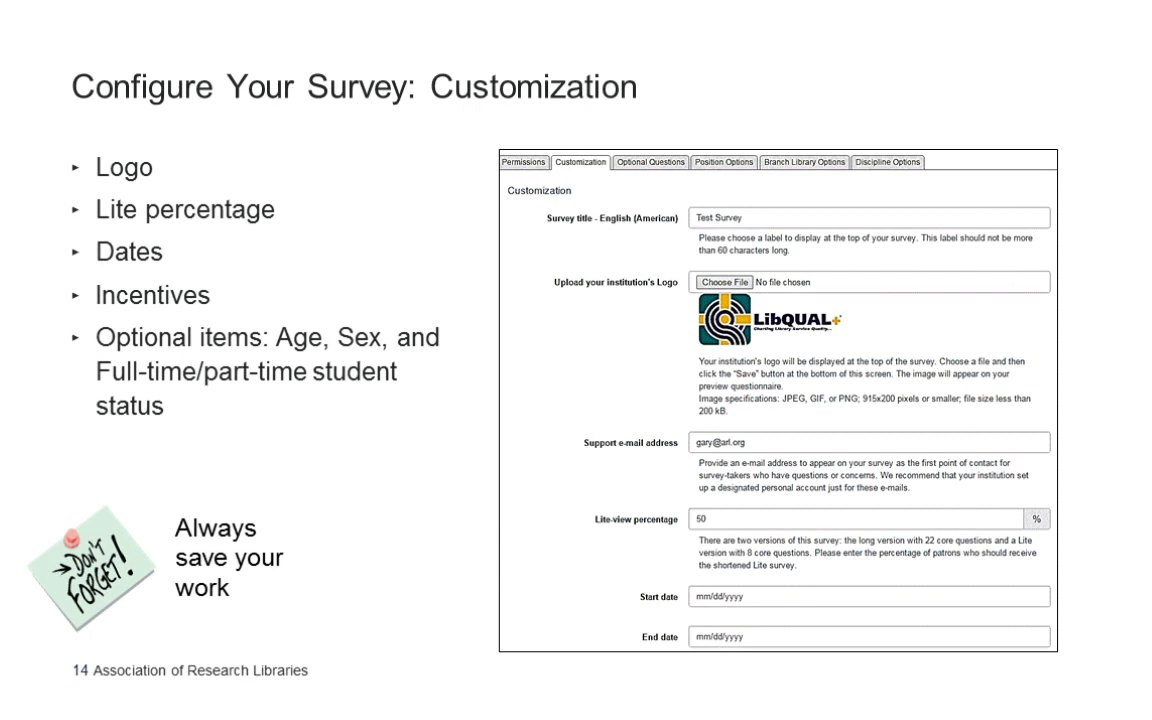 Configure Your Survey: Customization
‣ Logo
‣ Lite percentage
‣ Dates
‣ Incentives
‣ Optional items: Age, Sex, and
Full-time/part-time student
status
DON'T
FORGET!
Always
save your
work
14 Association of Research Libraries
Permissions Customization Optional Questions Position Options Branch Library Options Discipline Options
Customization
Survey title - English (American) Test Survey
Please choose a label to display at the top of your survey. This label should not be more
than 60 characters long.
Upload your institution's Logo Choose File No file chosen
LibQUAL+
Charting Library Service Quality...
Your institution's logo will be displayed at the top of the survey. Choose a file and then
click the "Save" button at the bottom of this screen. The image will appear on your
preview questionnaire.
Image specifications: JPEG, GIF, or PNG; 915x200 pixels or smaller; file size less than
200 kB.
Support e-mail address gary@arl.org
Provide an e-mail address to appear on your survey as the first point of contact for
survey-takers who have questions or concerns. We recommend that your institution set
up a designated personal account just for these e-mails.
Lite-view percentage 50 %
There are two versions of this survey: the long version with 22 core questions and a Lite
version with 8 core questions. Please enter the percentage of patrons who should receive
the shortened Lite survey.
Start date mm/dd/yyyy
End date mm/dd/yyyy